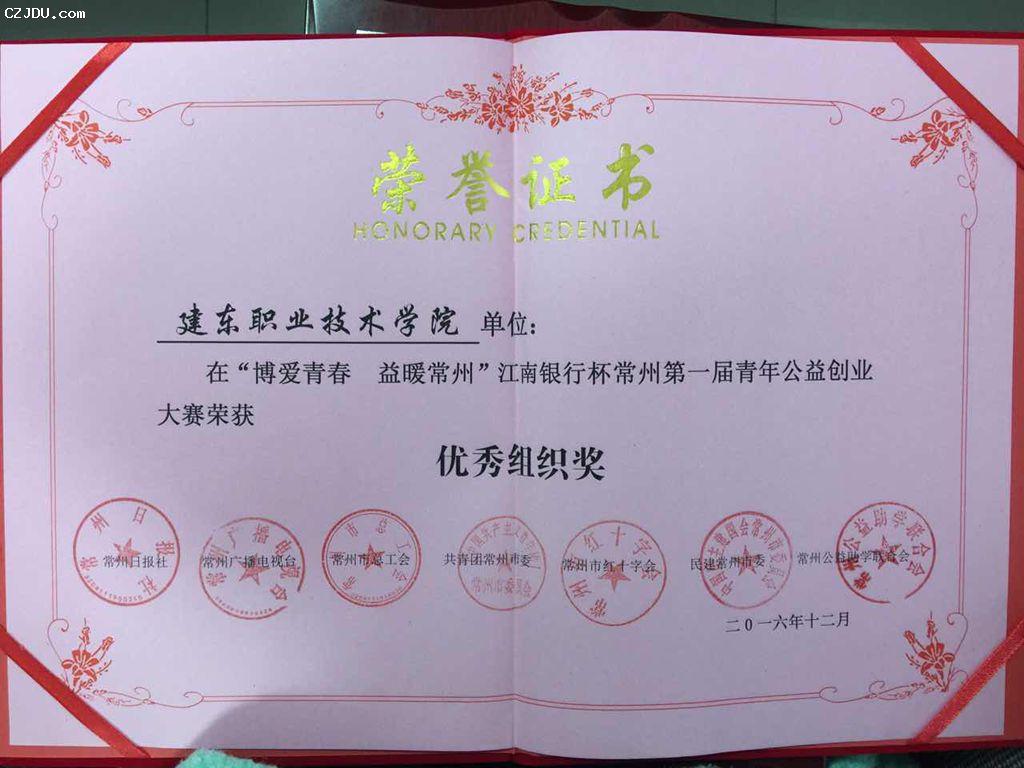 CZJDU.com
荣誉证书
HONORARY CREDENTIAL
建东职业技术学院 单位：
在“博爱青春　益暖常州”江南银行杯常州第一届青年公益创业
大赛荣获
优秀组织奖
常州日报社 常州广播电视台 常州市总工会 共青团常州市委 常州市红十字会 民建常州市委 常州公益助学联合会
二0一六年十二月